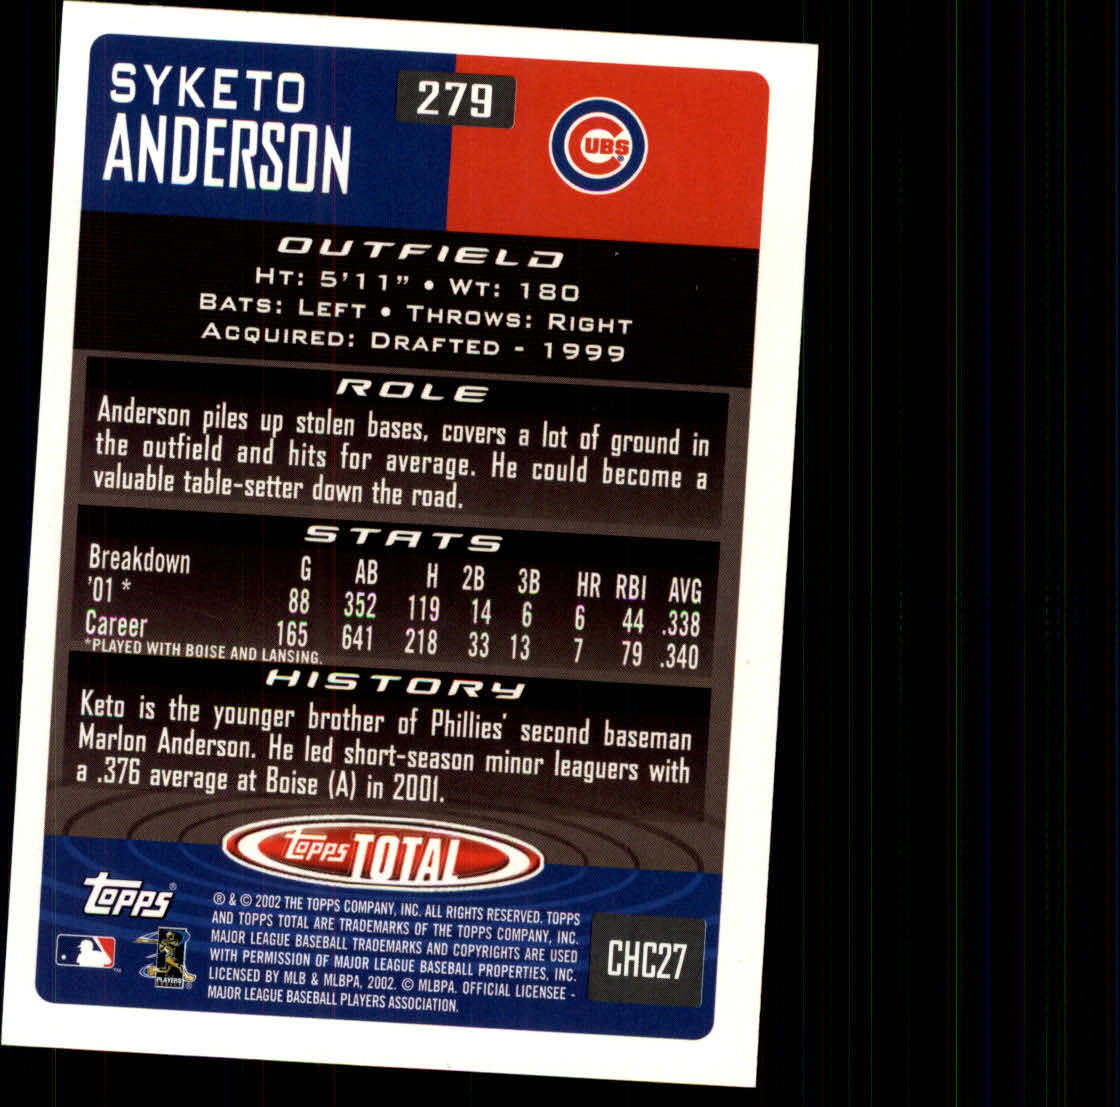 SYKETO
ANDERSON
279
CUBS
OUTFIELD
HT: 5'11" • WT: 180
BATS: LEFT • THROWS: RIGHT
ACQUIRED: DRAFTED - 1999
ROLE
Anderson piles up stolen bases, covers a lot of ground in
the outfield and hits for average. He could become a
valuable table-setter down the road.
STATS
Breakdown G AB H 2B 3B HR RBI AVG
'01 * 88 352 119 14 6 6 44 .338
Career 165 641 218 33 13 7 79 .340
*PLAYED WITH BOISE AND LANSING.
HISTORY
Keto is the younger brother of Phillies' second baseman
Marlon Anderson. He led short-season minor leaguers with
a .376 average at Boise (A) in 2001.
Topps TOTAL
Topps®
® & © 2002 THE TOPPS COMPANY, INC. ALL RIGHTS RESERVED. TOPPS
AND TOPPS TOTAL ARE TRADEMARKS OF THE TOPPS COMPANY, INC.
MAJOR LEAGUE BASEBALL TRADEMARKS AND COPYRIGHTS ARE USED
WITH PERMISSION OF MAJOR LEAGUE BASEBALL PROPERTIES, INC.
LICENSED BY MLB & MLBPA, 2002. © MLBPA. OFFICIAL LICENSEE -
MAJOR LEAGUE BASEBALL PLAYERS ASSOCIATION.
PLAYERS
CHC27